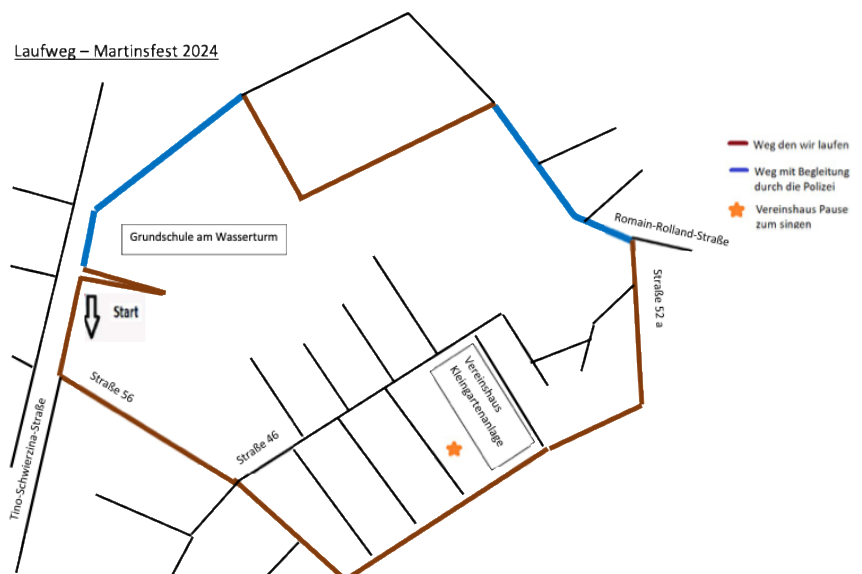 Laufweg – Martinsfest 2024
Weg den wir laufen
Weg mit Begleitung
durch die Polizei
Vereinshaus Pause
zum singen
Grundschule am Wasserturm
Romain-Rolland-Straße
Straße 52 a
Start
Vereinshaus
Kleingartenanlage
Straße 56
Straße 46
Tino-Schwierzina-Straße